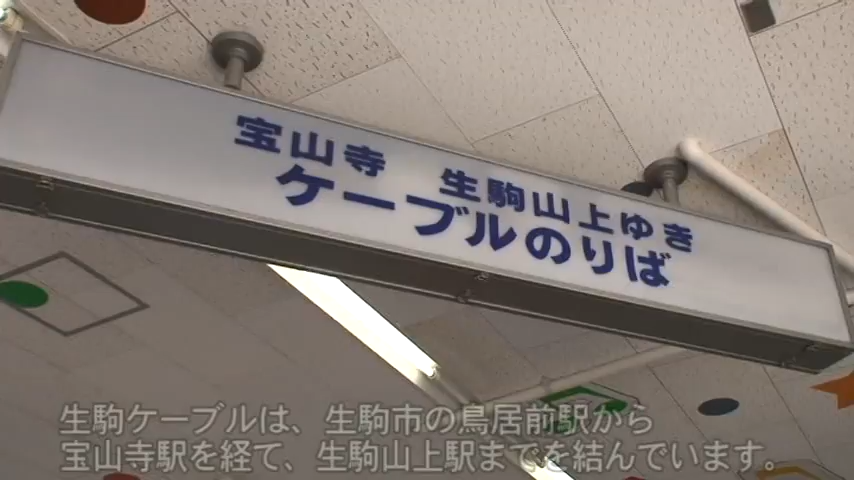 宝山寺 生駒山上ゆき
ケーブルのりば
生駒ケーブルは、生駒市の鳥居前駅から
宝山寺駅を経て、生駒山上駅までを結んでいます。